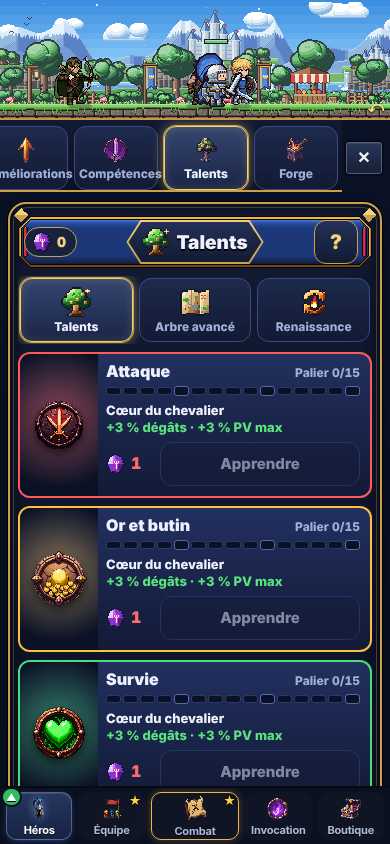 méliorations
Compétences
Talents
Forge
×
0
Talents
?
Talents
Arbre avancé
Renaissance
Attaque
Palier 0/15
Cœur du chevalier
+3 % dégâts · +3 % PV max
1
Apprendre
Or et butin
Palier 0/15
Cœur du chevalier
+3 % dégâts · +3 % PV max
1
Apprendre
Survie
Palier 0/15
Cœur du chevalier
+3 % dégâts · +3 % PV max
1
Apprendre
Héros
Équipe
Combat
Invocation
Boutique